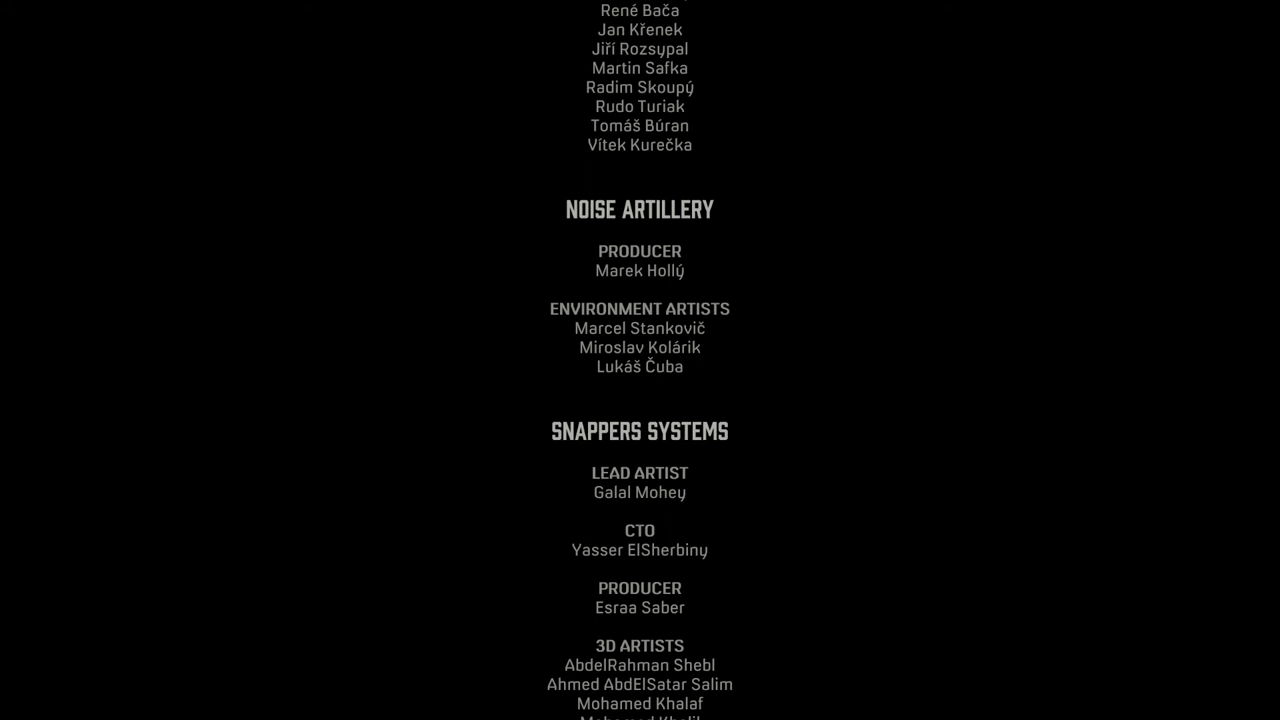 René Bača
Jan Křenek
Jiří Rozsypal
Martin Safka
Radim Skoupý
Rudo Turiak
Tomáš Búran
Vítek Kurečka
NOISE ARTILLERY
PRODUCER
Marek Hollý
ENVIRONMENT ARTISTS
Marcel Stankovič
Miroslav Kolárik
Lukáš Čuba
SNAPPERS SYSTEMS
LEAD ARTIST
Galal Mohey
CTO
Yasser ElSherbiny
PRODUCER
Esraa Saber
3D ARTISTS
AbdelRahman Shebl
Ahmed AbdElSatar Salim
Mohamed Khalaf